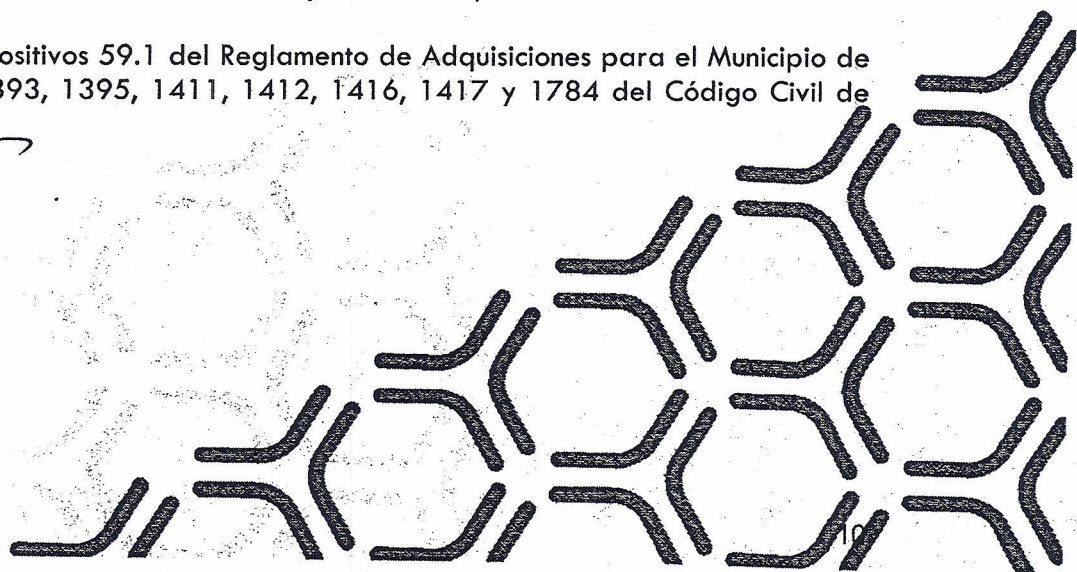 ositivos 59.1 del Reglamento de Adquisiciones para el Municipio de
393, 1395, 1411, 1412, 1416, 1417 y 1784 del Código Civil de